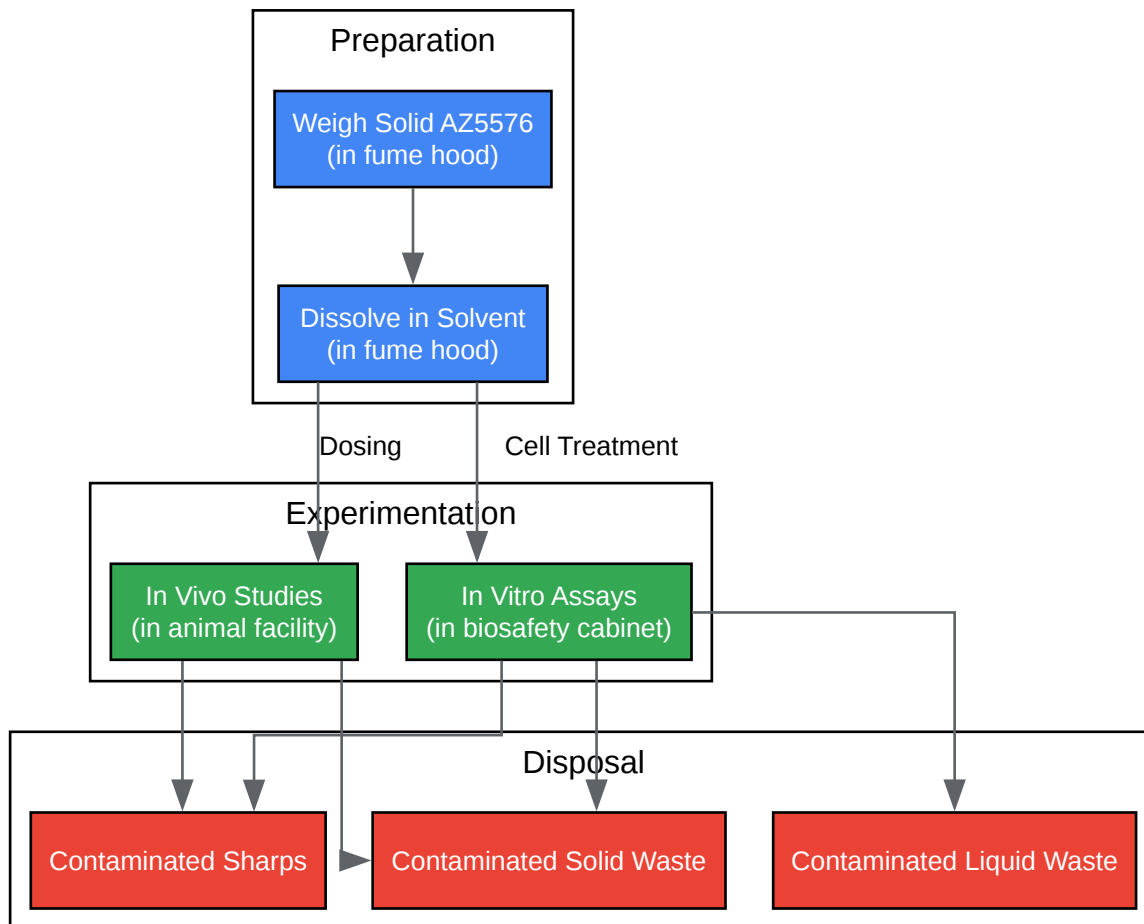 Preparation
Weigh Solid AZ5576
(in fume hood)
Dissolve in Solvent
(in fume hood)
Dosing
Cell Treatment
Experimentation
In Vivo Studies
(in animal facility)
In Vitro Assays
(in biosafety cabinet)
Disposal
Contaminated Sharps
Contaminated Solid Waste
Contaminated Liquid Waste